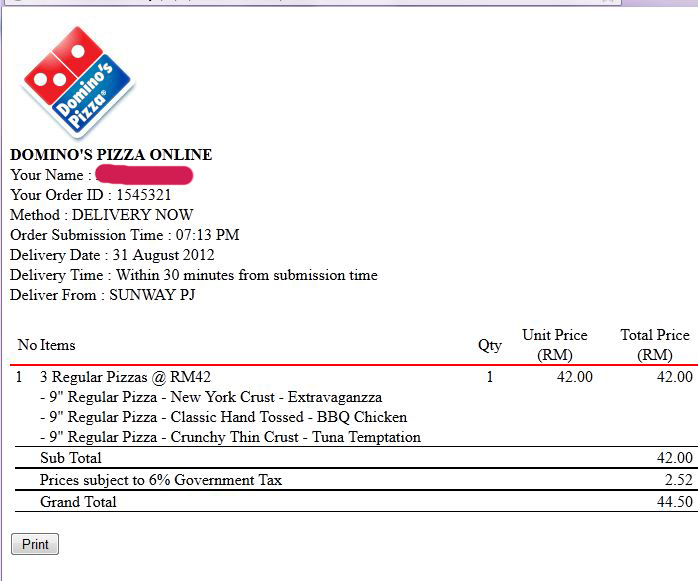 Domino's
Pizza®
DOMINO'S PIZZA ONLINE
Your Name :
Your Order ID : 1545321
Method : DELIVERY NOW
Order Submission Time : 07:13 PM
Delivery Date : 31 August 2012
Delivery Time : Within 30 minutes from submission time
Deliver From : SUNWAY PJ
No Items Qty Unit Price (RM) Total Price (RM)
1 3 Regular Pizzas @ RM42 1 42.00 42.00
- 9" Regular Pizza - New York Crust - Extravaganzza
- 9" Regular Pizza - Classic Hand Tossed - BBQ Chicken
- 9" Regular Pizza - Crunchy Thin Crust - Tuna Temptation
Sub Total 42.00
Prices subject to 6% Government Tax 2.52
Grand Total 44.50
Print